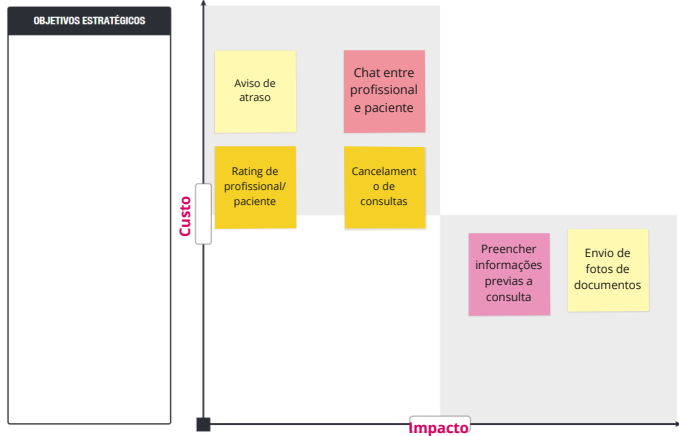 OBJETIVOS ESTRATÉGICOS
Aviso de
atraso
Chat entre
profissional
e paciente
Rating de
profissional/
paciente
Cancelament
o de
consultas
Custo
Preencher
informações
previas a
consulta
Envio de
fotos de
documentos
Impacto